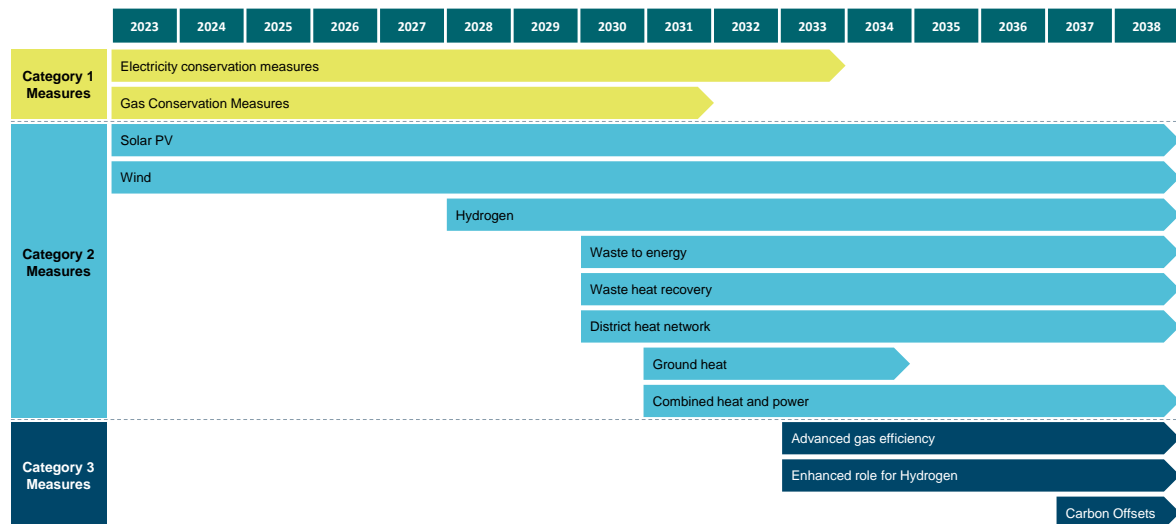 2023 2024 2025 2026 2027 2028 2029 2030 2031 2032 2033 2034 2035 2036 2037 2038
Category 1
Measures
Electricity conservation measures
Gas Conservation Measures
Category 2
Measures
Solar PV
Wind
Hydrogen
Waste to energy
Waste heat recovery
District heat network
Ground heat
Combined heat and power
Category 3
Measures
Advanced gas efficiency
Enhanced role for Hydrogen
Carbon Offsets